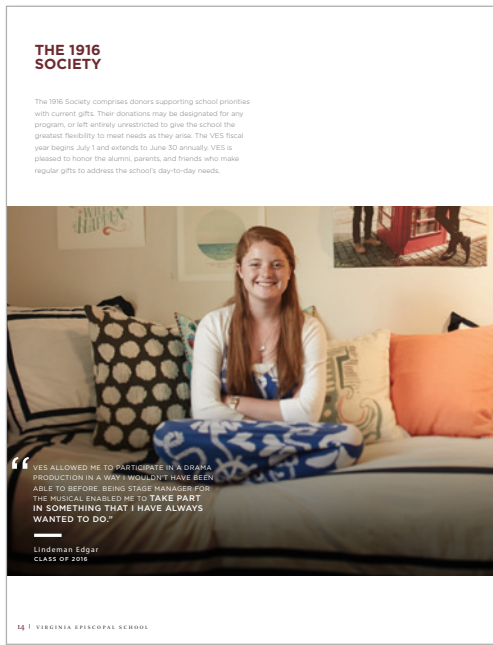 THE 1916
SOCIETY
The 1916 Society comprises donors supporting school priorities
with current gifts. Their donations may be designated for any
program, or left entirely unrestricted to give the school the
greatest flexibility to meet needs as they arise. The VES fiscal
year begins July 1 and extends to June 30 annually. VES is
pleased to honor the alumni, parents, and friends who make
regular gifts to address the school's day-to-day needs.
WILL
HAPPEN
“ VES ALLOWED ME TO PARTICIPATE IN A DRAMA
PRODUCTION IN A WAY I WOULDN'T HAVE BEEN
ABLE TO BEFORE. BEING STAGE MANAGER FOR
THE MUSICAL ENABLED ME TO TAKE PART
IN SOMETHING THAT I HAVE ALWAYS
WANTED TO DO.”
Lindeman Edgar
CLASS OF 2016
14 | VIRGINIA EPISCOPAL SCHOOL